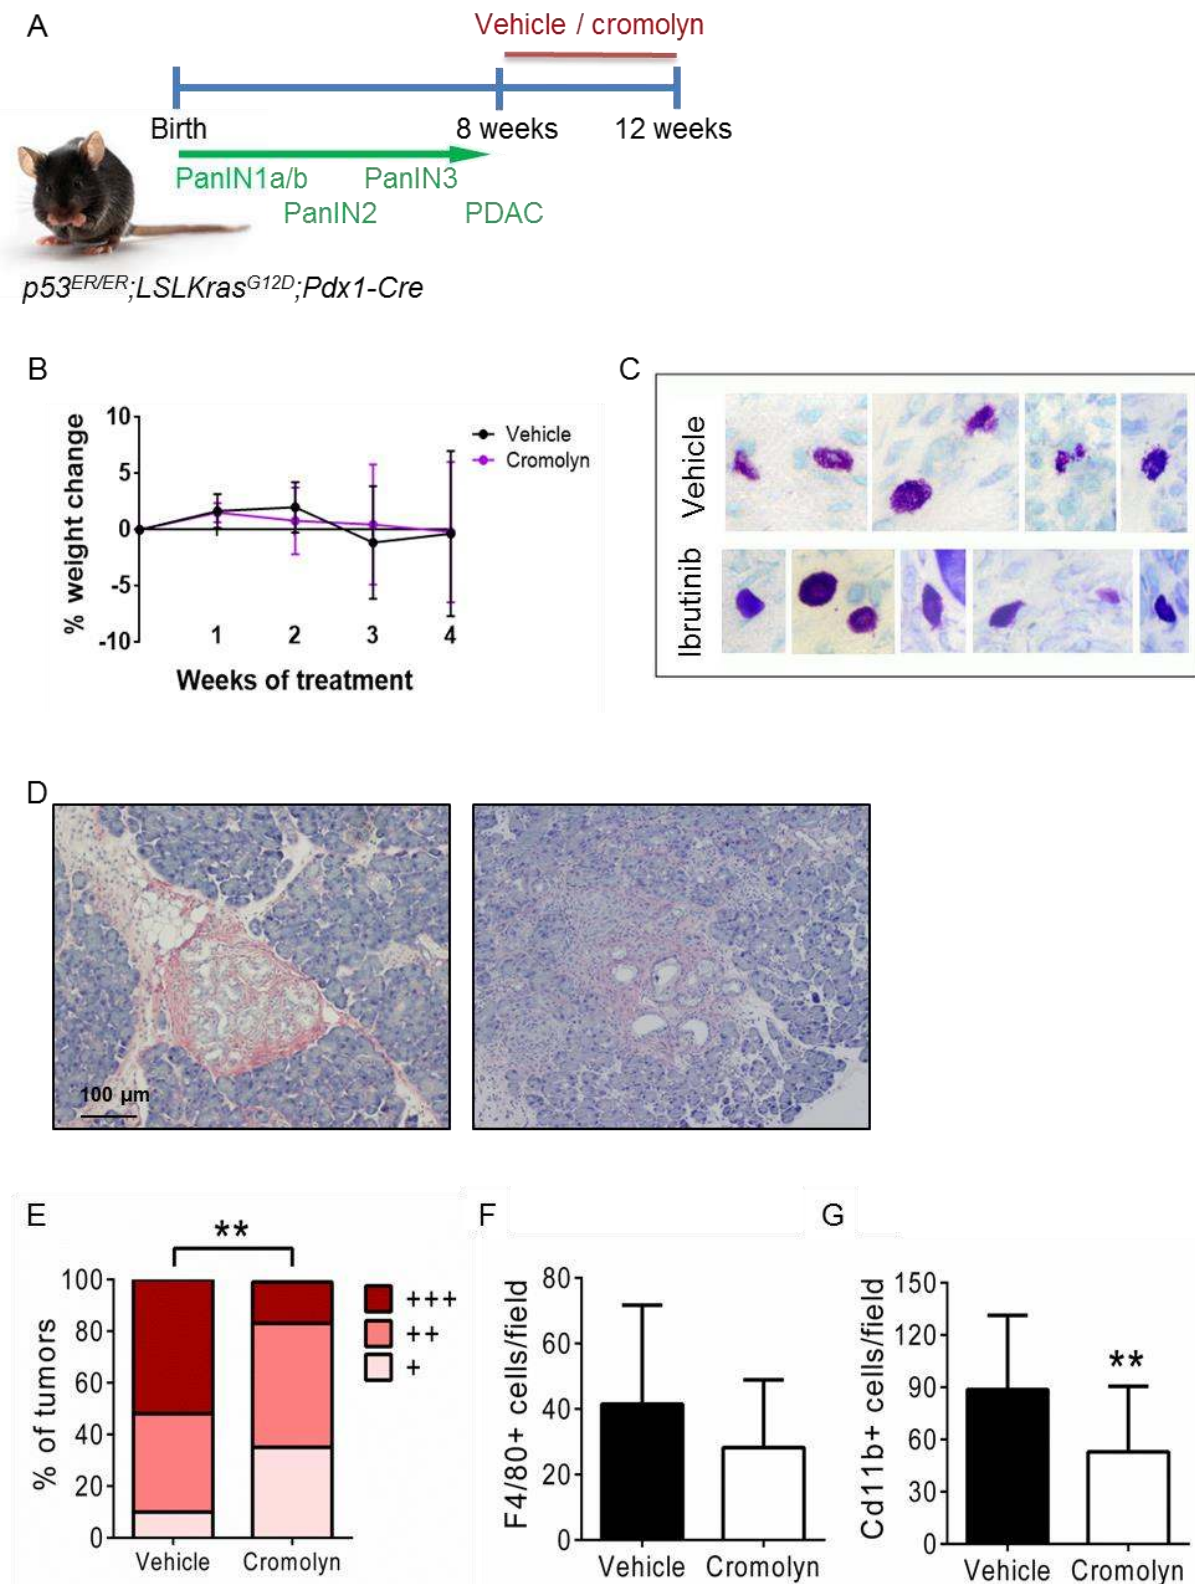 A
Vehicle / cromolyn
Birth
8 weeks
12 weeks
PanIN1a/b
PanIN3
PanIN2
PDAC
p53ER/ER;LSLKrasG12D;Pdx1-Cre
B
% weight change
10
5
0
-5
-10
1 2 3 4
Weeks of treatment
Vehicle
Cromolyn
C
Vehicle
Ibrutinib
D
100 µm
E
**
% of tumors
100
80
60
40
20
0
Vehicle Cromolyn
+++
++
+
F
F4/80+ cells/field
80
60
40
20
0
Vehicle Cromolyn
G
Cd11b+ cells/field
150
120
90
60
30
0
**
Vehicle Cromolyn